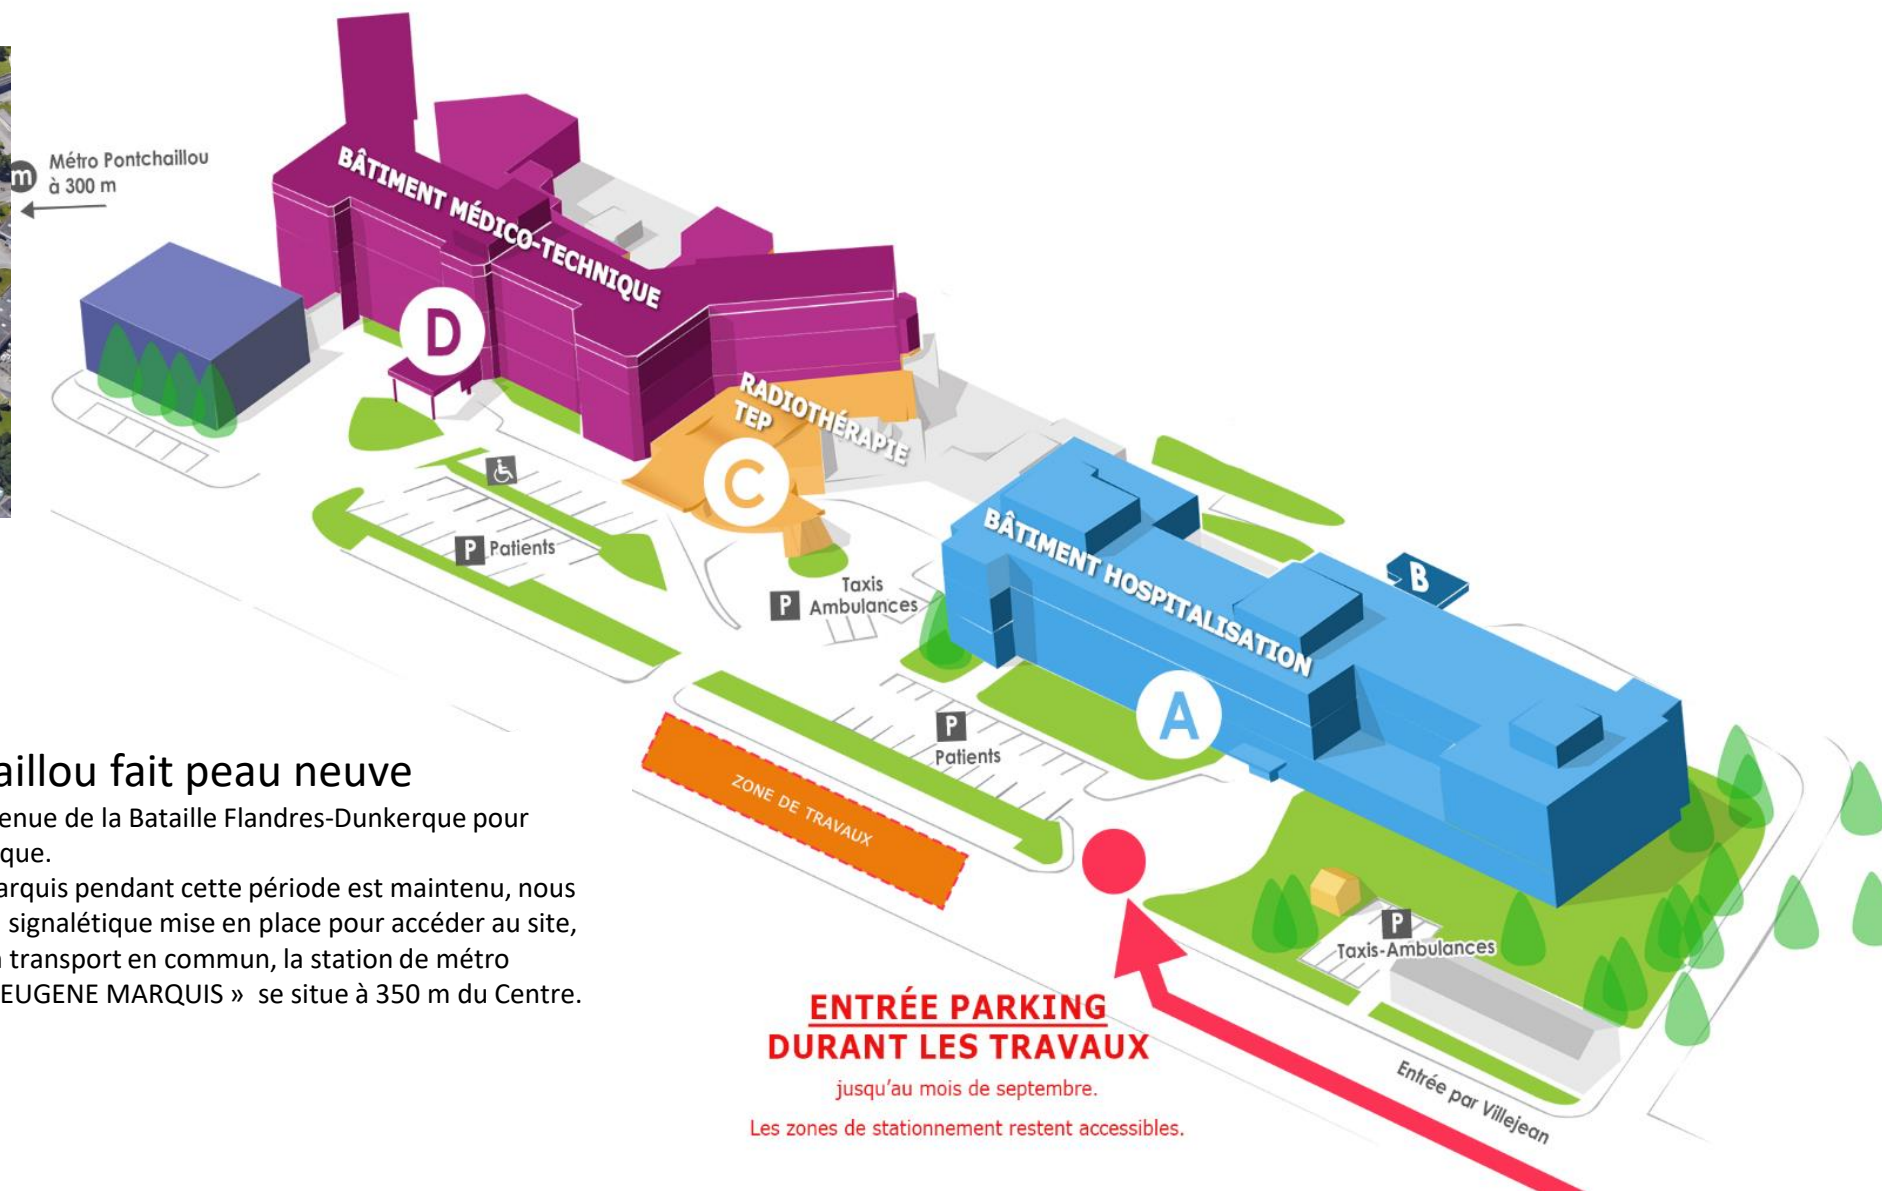 m
Métro Pontchaillou
à 300 m
BÂTIMENT MÉDICO-TECHNIQUE
D
RADIOTHÉRAPIE
TEP
C
P Patients
P Taxis
Ambulances
BÂTIMENT HOSPITALISATION
B
A
P
Patients
ZONE DE TRAVAUX
P
Taxis-Ambulances
Entrée par Villejean
ENTRÉE PARKING
DURANT LES TRAVAUX
jusqu'au mois de septembre.
Les zones de stationnement restent accessibles.
aillou fait peau neuve
enue de la Bataille Flandres-Dunkerque pour
que.
arquis pendant cette période est maintenu, nous
signalétique mise en place pour accéder au site,
transport en commun, la station de métro
EUGENE MARQUIS » se situe à 350 m du Centre.